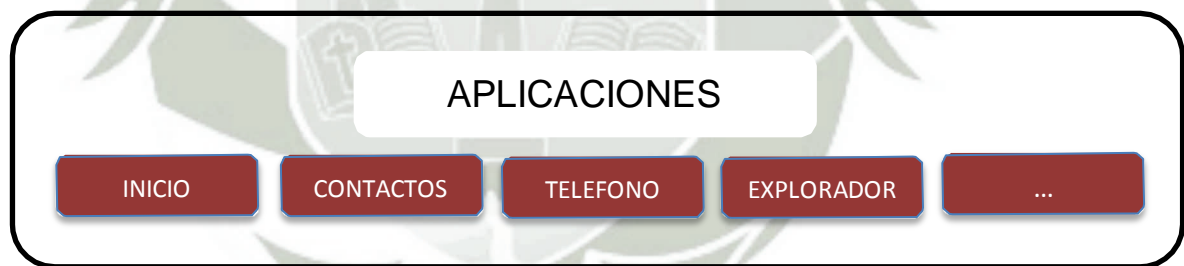 APLICACIONES
INICIO CONTACTOS TELEFONO EXPLORADOR ...